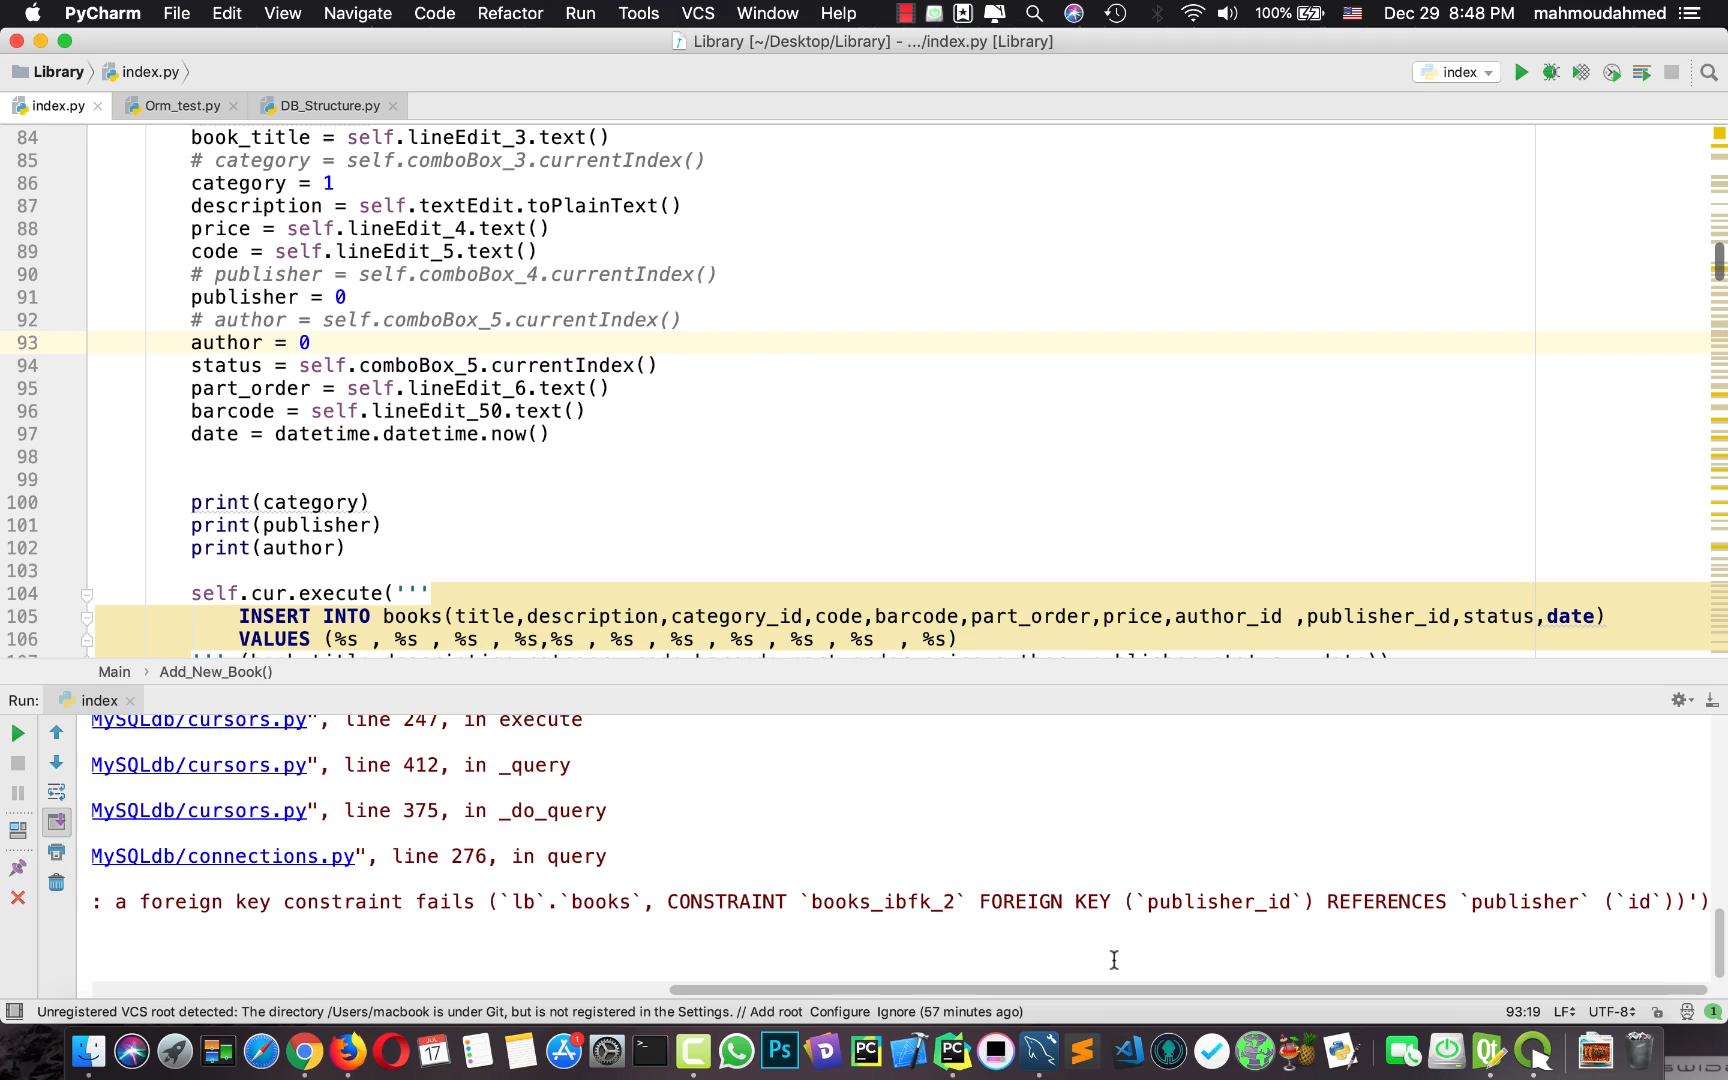 PyCharm File Edit View Navigate Code Refactor Run Tools VCS Window Help 100% Dec 29 8:48 PM mahmoudahmed
Library [~/Desktop/Library] - .../index.py [Library]
Library index.py index
index.py Orm_test.py DB_Structure.py
84 book_title = self.lineEdit_3.text()
85 # category = self.comboBox_3.currentIndex()
86 category = 1
87 description = self.textEdit.toPlainText()
88 price = self.lineEdit_4.text()
89 code = self.lineEdit_5.text()
90 # publisher = self.comboBox_4.currentIndex()
91 publisher = 0
92 # author = self.comboBox_5.currentIndex()
93 author = 0
94 status = self.comboBox_5.currentIndex()
95 part_order = self.lineEdit_6.text()
96 barcode = self.lineEdit_50.text()
97 date = datetime.datetime.now()
98
99
100 print(category)
101 print(publisher)
102 print(author)
103
104 self.cur.execute('''
105 INSERT INTO books(title,description,category_id,code,barcode,part_order,price,author_id ,publisher_id,status,date)
106 VALUES (%s , %s , %s , %s,%s , %s , %s , %s , %s , %s , %s)
Main › Add_New_Book()
Run: index
MySQLdb/cursors.py", line 247, in execute
MySQLdb/cursors.py", line 412, in _query
MySQLdb/cursors.py", line 375, in _do_query
MySQLdb/connections.py", line 276, in query
: a foreign key constraint fails (`lb`.`books`, CONSTRAINT `books_ibfk_2` FOREIGN KEY (`publisher_id`) REFERENCES `publisher` (`id`))')
Unregistered VCS root detected: The directory /Users/macbook is under Git, but is not registered in the Settings. // Add root Configure Ignore (57 minutes ago) 93:19 LF UTF-8 1
JUL 17 1 Ps PC PC Qt